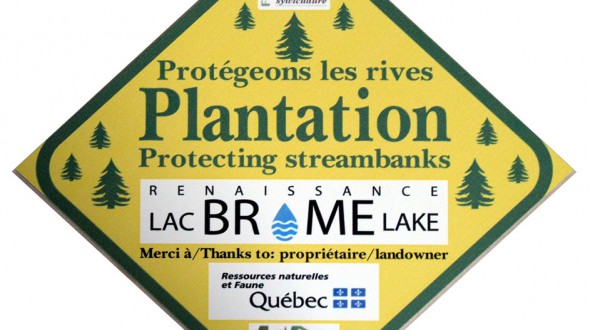 sylviculture
Protégeons les rives
Plantation
Protecting streambanks
RENAISSANCE
LAC BR ME LAKE
Merci à/Thanks to: propriétaire/landowner
Ressources naturelles
et Faune
Québec